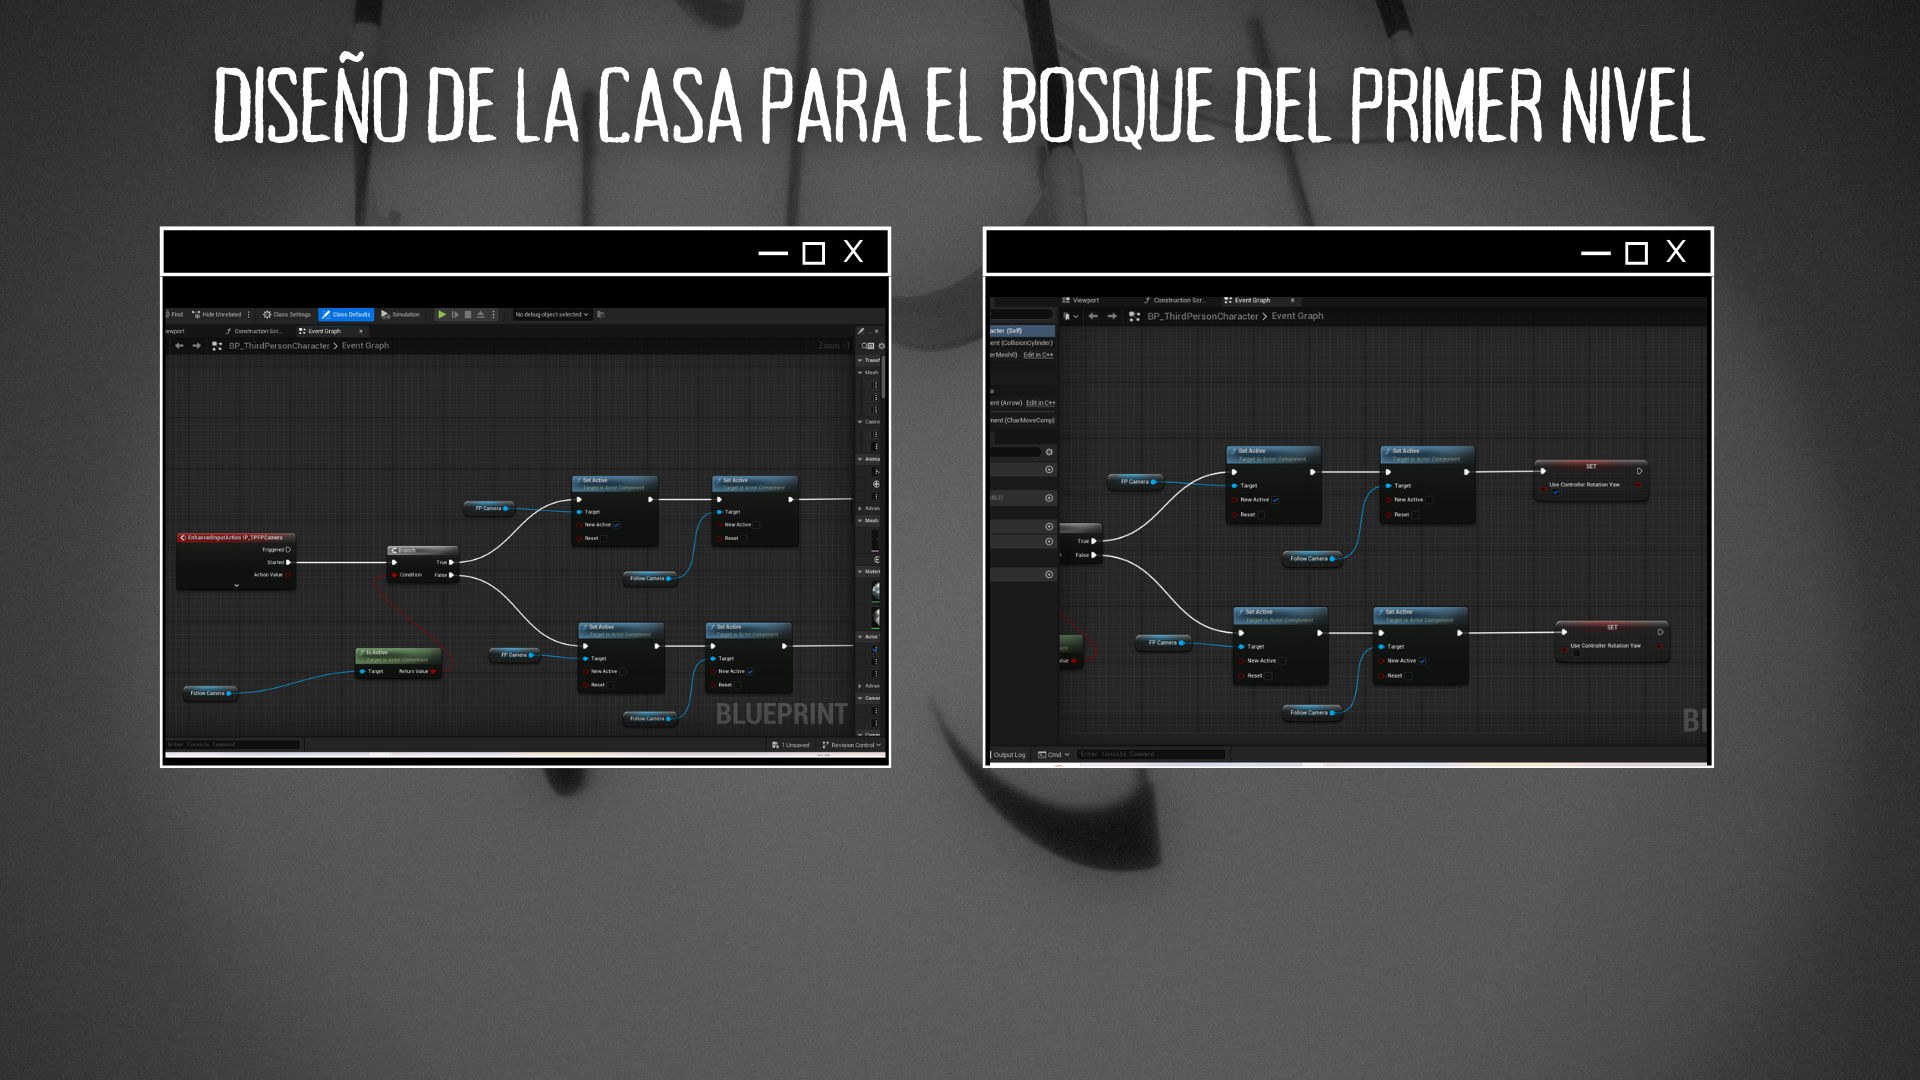 DISEÑO DE LA CASA PARA EL BOSQUE DEL PRIMER NIVEL
X
Find Hide Unrelated Class Settings Class Defaults Simulation No debug object selected
Construction Scr... Event Graph
BP_ThirdPersonCharacter > Event Graph Zoom -1
Mesh
Set Active
Target is Actor Component
Target
New Active
Reset
Set Active
Target is Actor Component
Target
New Active
Reset
FP Camera
Follow Camera
EnhancedInputAction IP_TPFPCamera
Triggered
Started
Action Value
Branch
True
Condition False
Set Active
Target is Actor Component
Target
New Active
Reset
Set Active
Target is Actor Component
Target
New Active
Reset
FP Camera
Is Active
Target is Actor Component
Target Return Value
Follow Camera
Follow Camera
BLUEPRINT
Enter Console Command
1 Unsaved Revision Control
X
Viewport Construction Scr... Event Graph
BP_ThirdPersonCharacter > Event Graph
(Self)
(CollisionCylinder)
Edit in C++
(Arrow) Edit in C++
(CharMoveComp)
Set Active
Target is Actor Component
Target
New Active
Reset
Set Active
Target is Actor Component
Target
New Active
Reset
SET
Use Controller Rotation Yaw
FP Camera
Follow Camera
True
False
Set Active
Target is Actor Component
Target
New Active
Reset
Set Active
Target is Actor Component
Target
New Active
Reset
SET
Use Controller Rotation Yaw
FP Camera
Follow Camera
BL
Output Log Cmd Enter Console Command